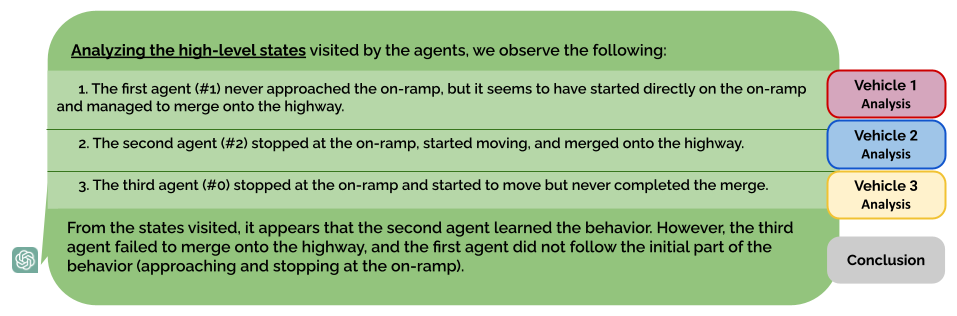 Analyzing the high-level states visited by the agents, we observe the following:
1. The first agent (#1) never approached the on-ramp, but it seems to have started directly on the on-ramp
and managed to merge onto the highway.
Vehicle 1
Analysis
2. The second agent (#2) stopped at the on-ramp, started moving, and merged onto the highway.
Vehicle 2
Analysis
3. The third agent (#0) stopped at the on-ramp and started to move but never completed the merge.
Vehicle 3
Analysis
From the states visited, it appears that the second agent learned the behavior. However, the third
agent failed to merge onto the highway, and the first agent did not follow the initial part of the
behavior (approaching and stopping at the on-ramp).
Conclusion